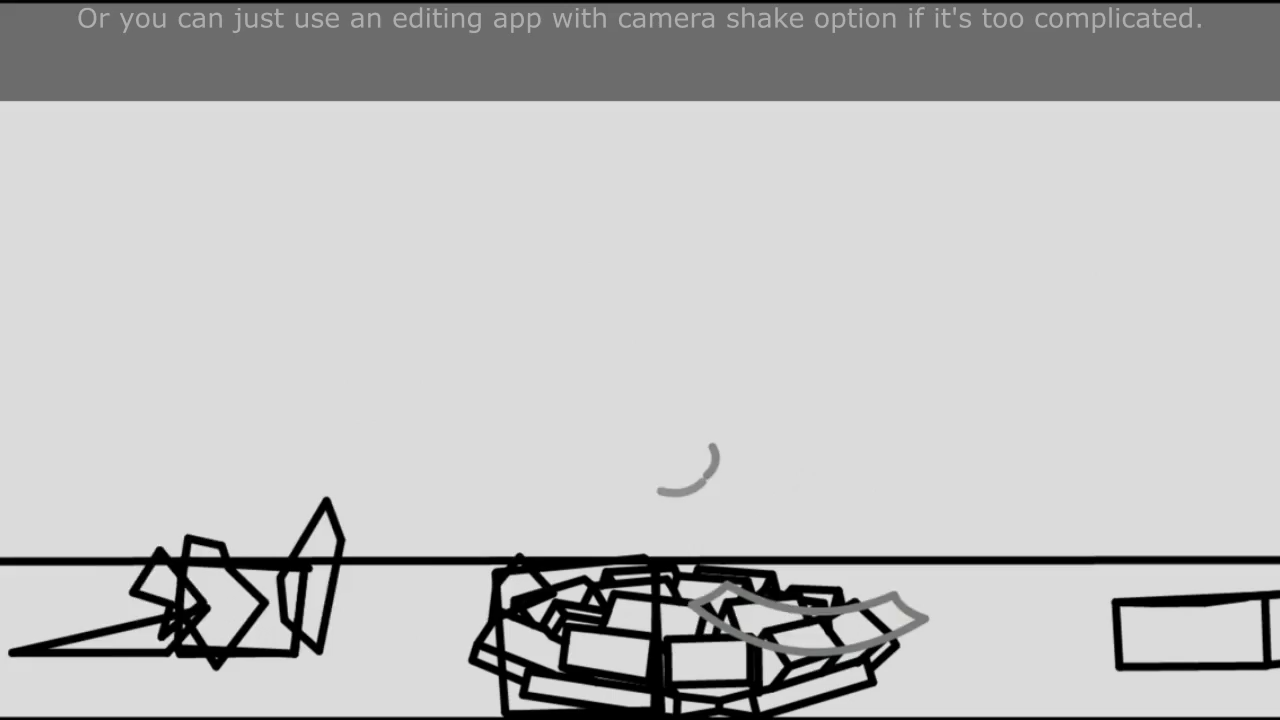 Or you can just use an editing app with camera shake option if it's too complicated.